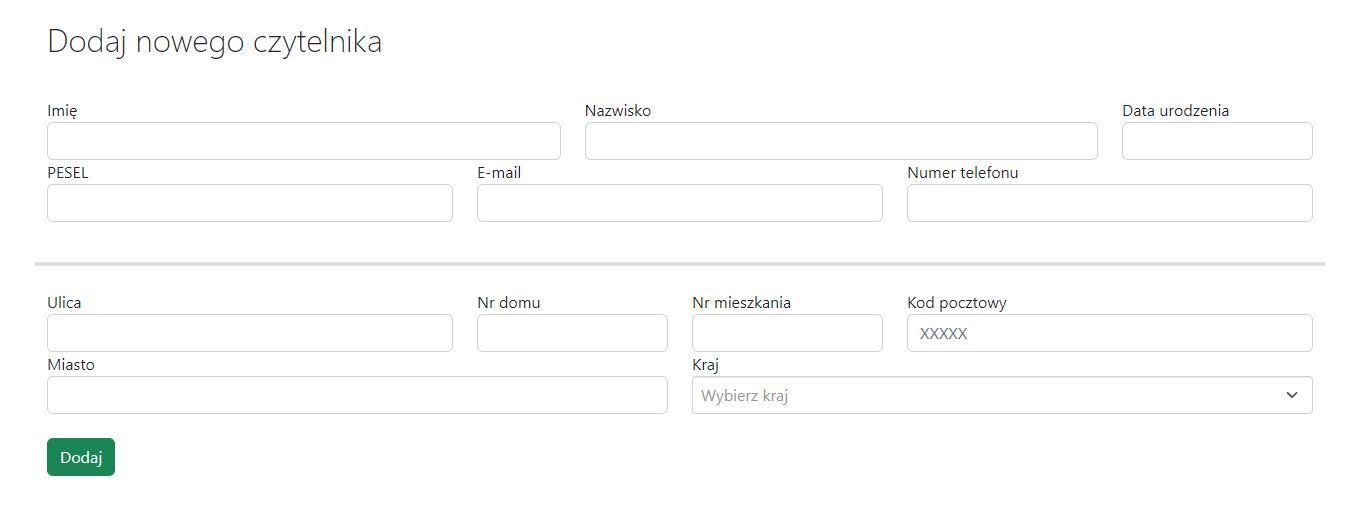 Dodaj nowego czytelnika
Imię Nazwisko Data urodzenia
PESEL E-mail Numer telefonu
Ulica Nr domu Nr mieszkania Kod pocztowy
XXXXX
Miasto Kraj
Wybierz kraj
Dodaj